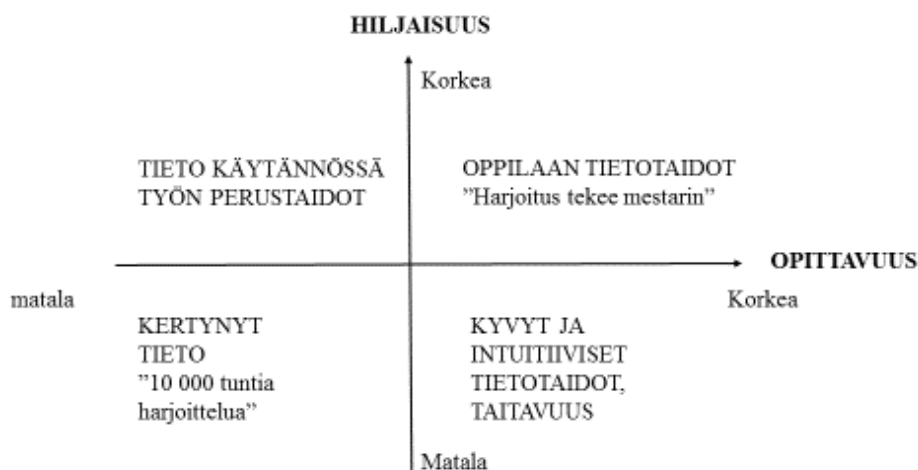 HILJAISUUS
Korkea
TIETO KÄYTÄNNÖSSÄ
TYÖN PERUSTAIDOT
OPPILAAN TIETOTAIDOT
”Harjoitus tekee mestarin”
OPITTAVUUS
matala
Korkea
KERTYNYT
TIETO
”10 000 tuntia
harjoittelua”
KYVYT JA
INTUITIIVISET
TIETOTAIDOT,
TAITAVUUS
Matala